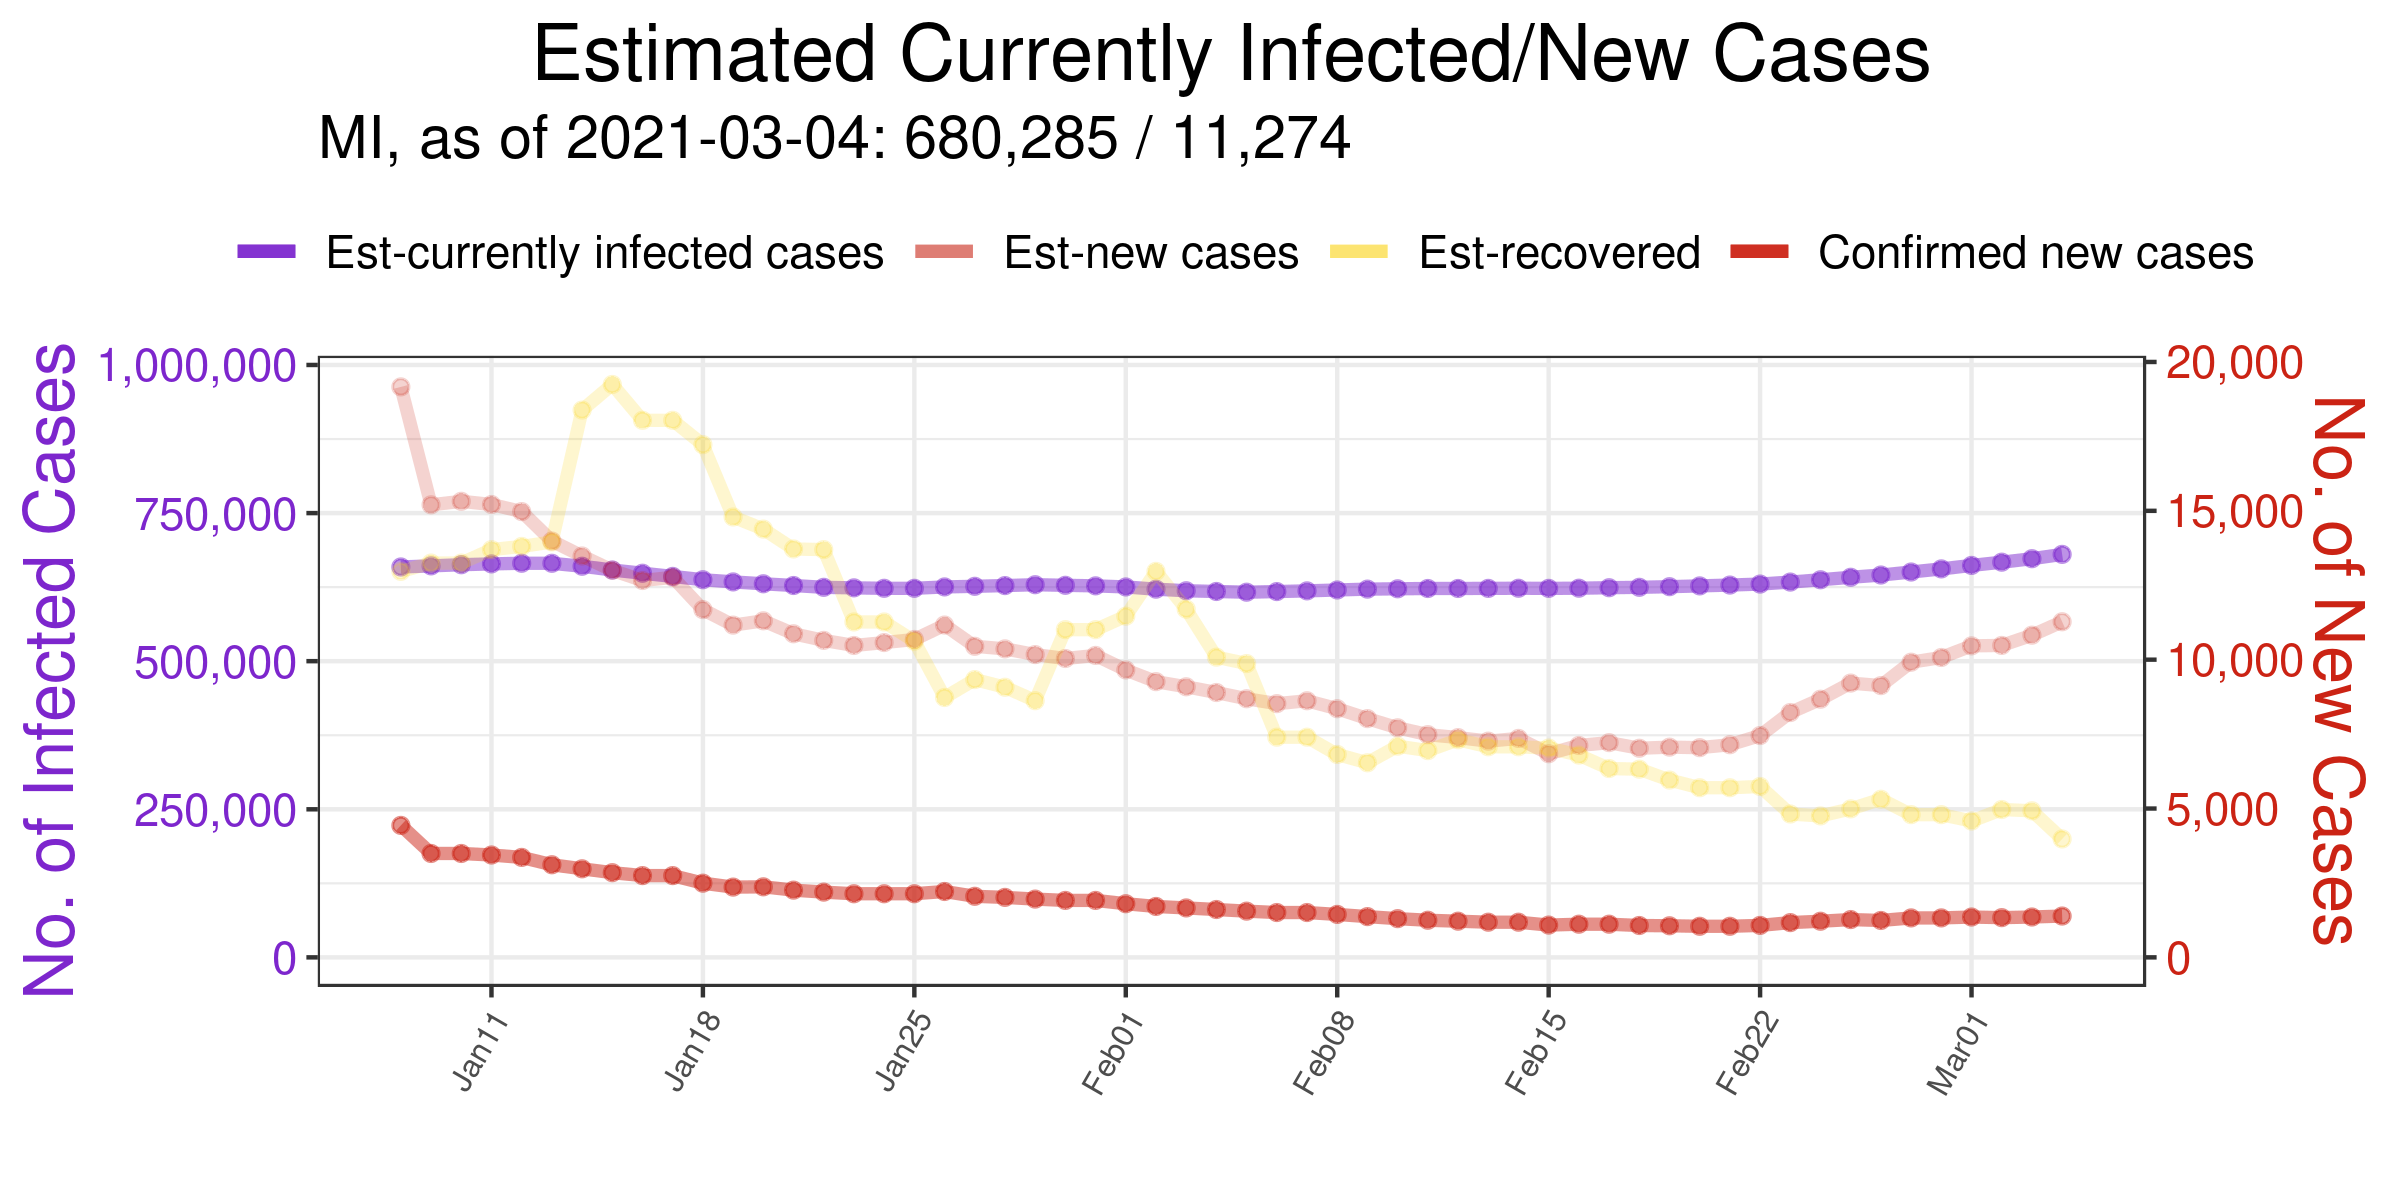 Estimated Currently Infected/New Cases
MI, as of 2021-03-04: 680,285 / 11,274
Est-currently infected cases Est-new cases Est-recovered Confirmed new cases
No. of Infected Cases
1,000,000
750,000
500,000
250,000
0
20,000
15,000
10,000
5,000
0
No. of New Cases
Jan11 Jan18 Jan25 Feb01 Feb08 Feb15 Feb22 Mar01